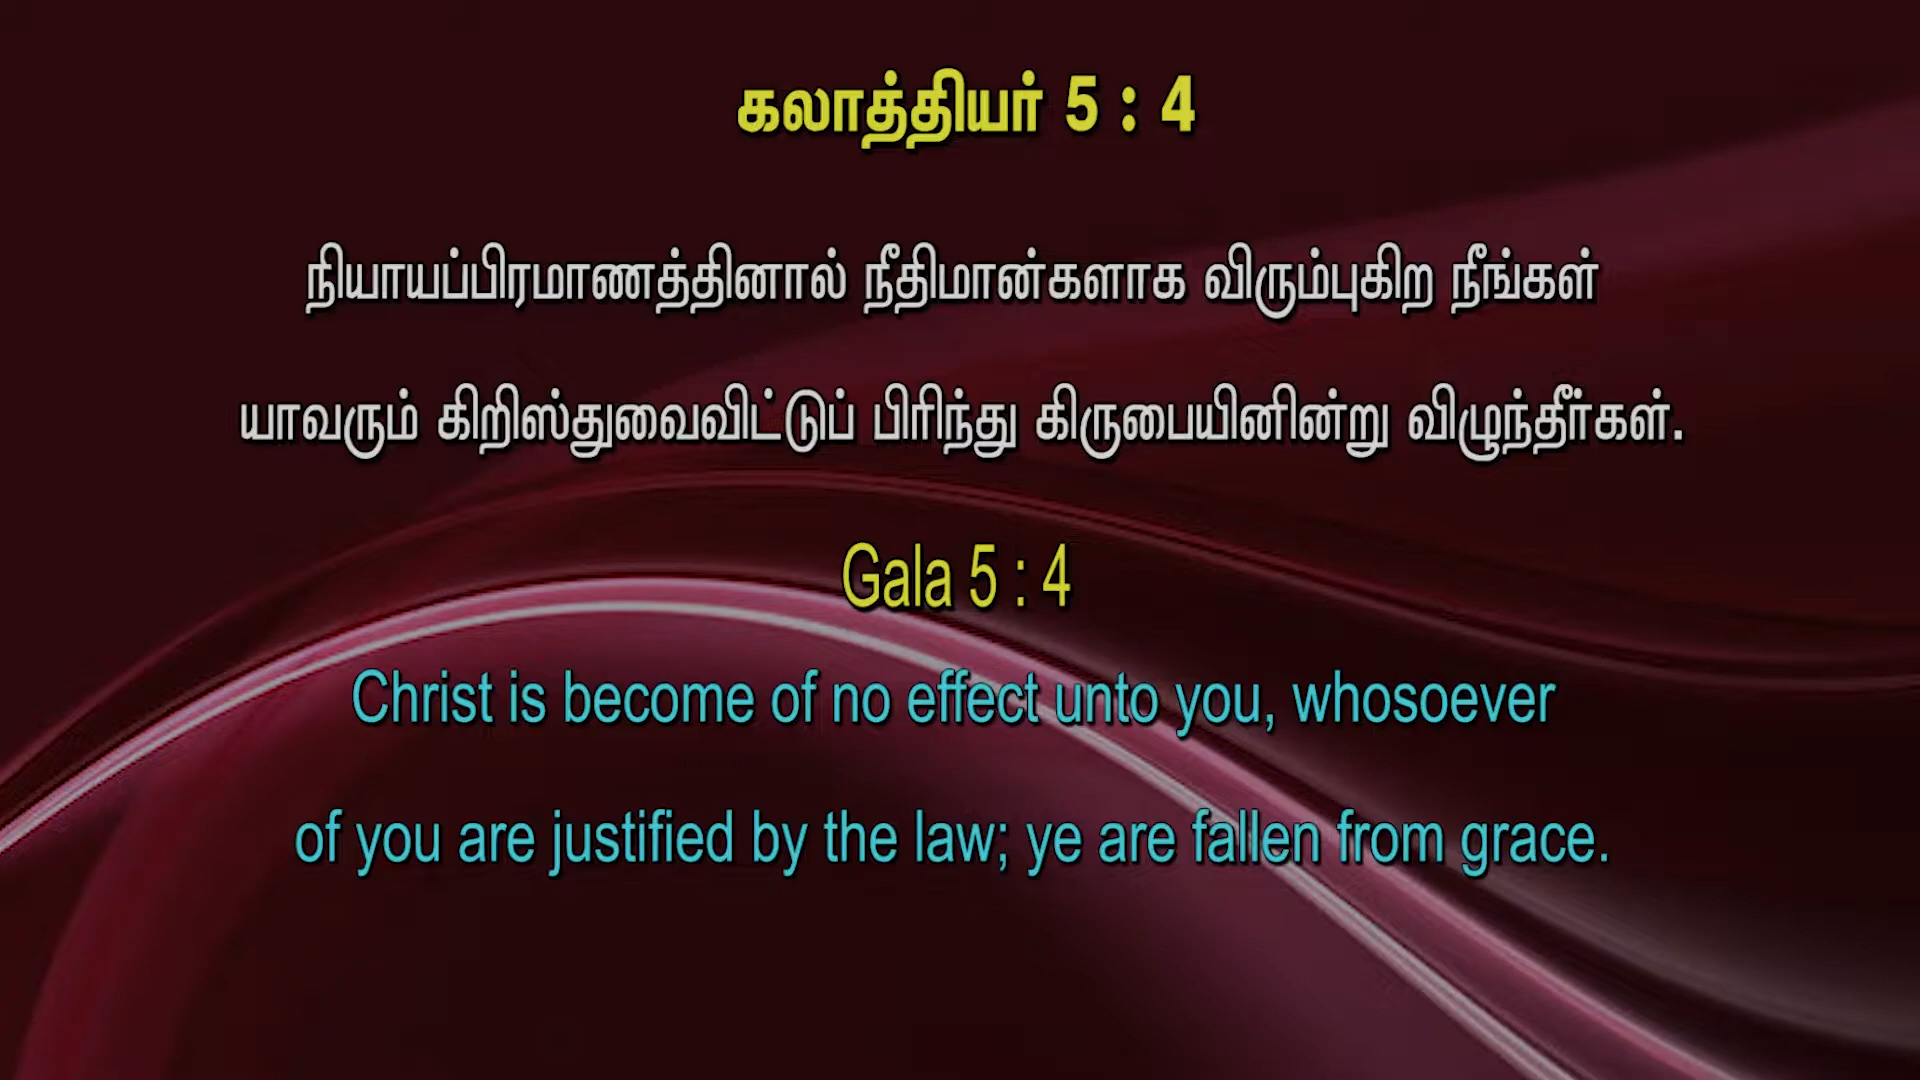 கலாத்தியர் 5 : 4
நியாயப்பிரமாணத்தினால் நீதிமான்களாக விரும்புகிற நீங்கள்
யாவரும் கிறிஸ்துவைவிட்டுப் பிரிந்து கிருபையினின்று விழுந்தீர்கள்.
Gala 5 : 4
Christ is become of no effect unto you, whosoever
of you are justified by the law; ye are fallen from grace.